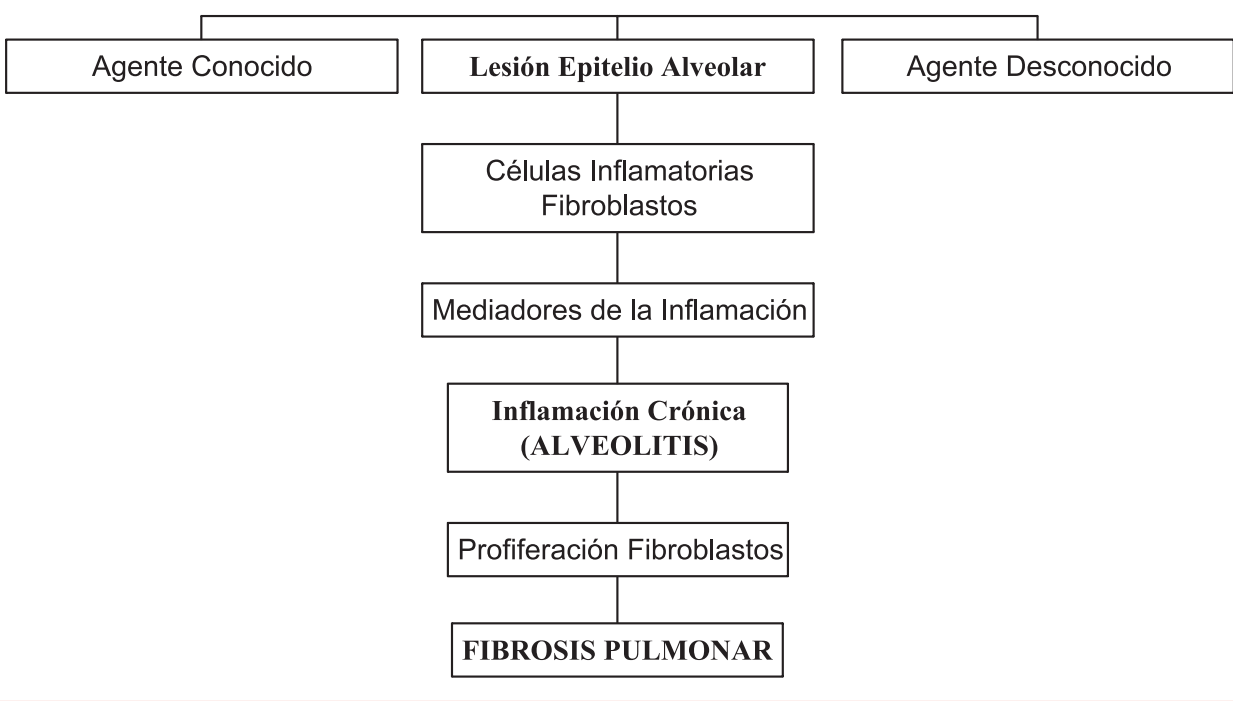 Agente Conocido
Lesión Epitelio Alveolar
Agente Desconocido
Células Inflamatorias
Fibroblastos
Mediadores de la Inflamación
Inflamación Crónica
(ALVEOLITIS)
Profiferación Fibroblastos
FIBROSIS PULMONAR